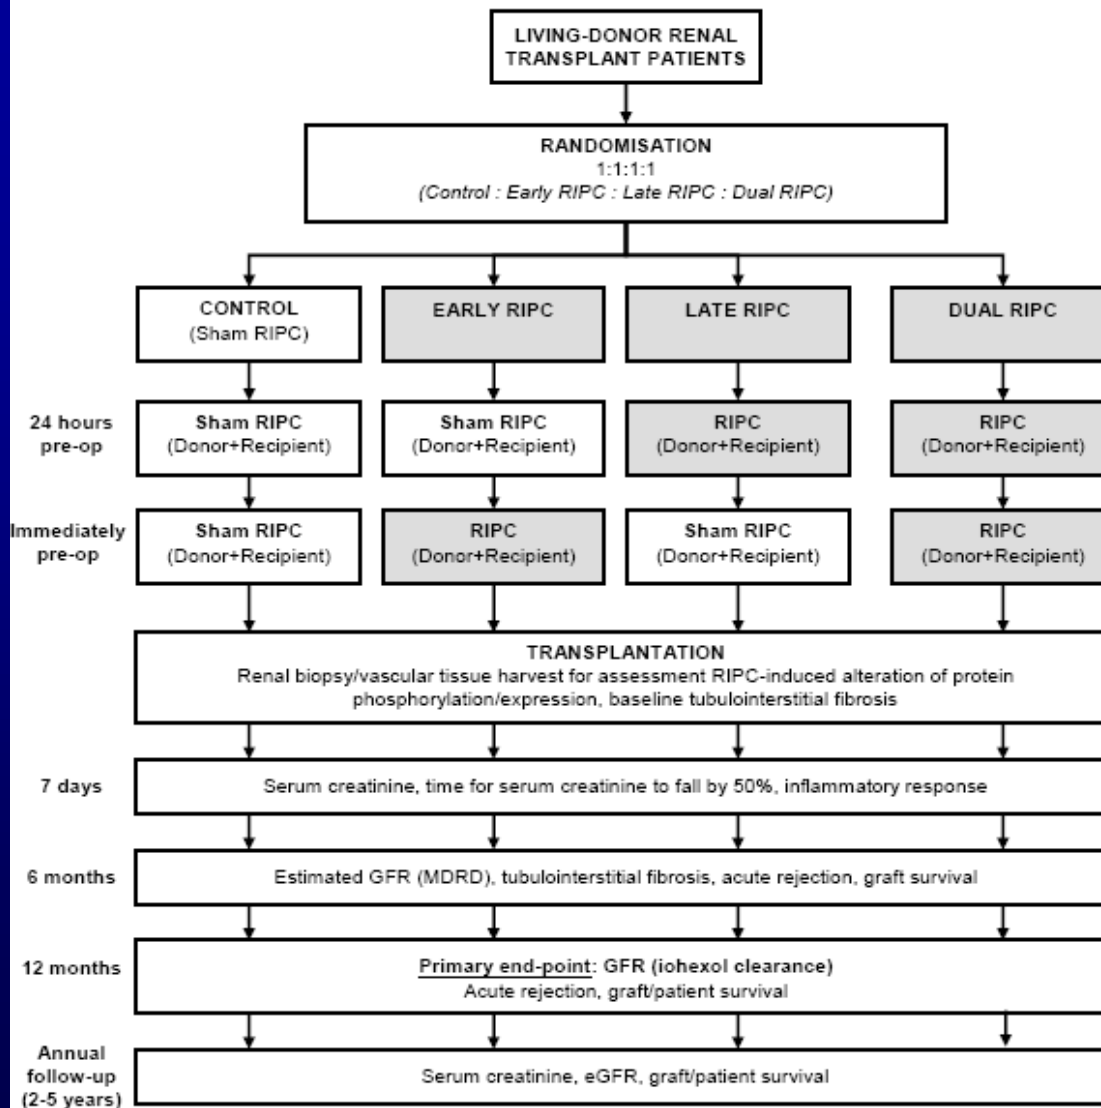 LIVING-DONOR RENAL
TRANSPLANT PATIENTS
RANDOMISATION
1:1:1:1
(Control : Early RIPC : Late RIPC : Dual RIPC)
CONTROL
(Sham RIPC)
EARLY RIPC
LATE RIPC
DUAL RIPC
24 hours
pre-op
Sham RIPC
(Donor+Recipient)
Sham RIPC
(Donor+Recipient)
RIPC
(Donor+Recipient)
RIPC
(Donor+Recipient)
Immediately
pre-op
Sham RIPC
(Donor+Recipient)
RIPC
(Donor+Recipient)
Sham RIPC
(Donor+Recipient)
RIPC
(Donor+Recipient)
TRANSPLANTATION
Renal biopsy/vascular tissue harvest for assessment RIPC-induced alteration of protein
phosphorylation/expression, baseline tubulointerstitial fibrosis
7 days
Serum creatinine, time for serum creatinine to fall by 50%, inflammatory response
6 months
Estimated GFR (MDRD), tubulointerstitial fibrosis, acute rejection, graft survival
12 months
Primary end-point: GFR (iohexol clearance)
Acute rejection, graft/patient survival
Annual
follow-up
(2-5 years)
Serum creatinine, eGFR, graft/patient survival